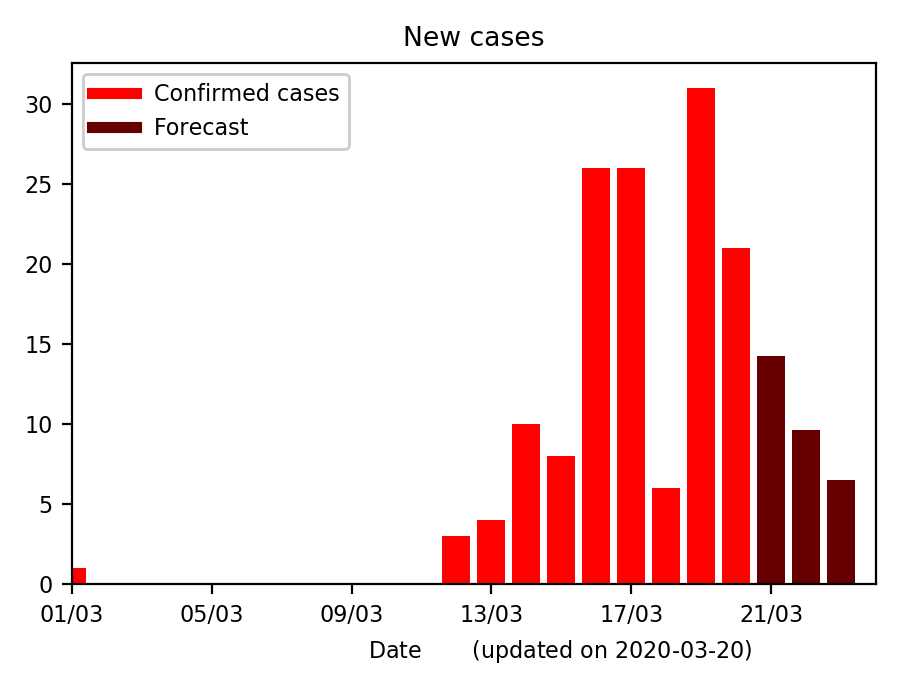 New cases
Confirmed cases
Forecast
30
25
20
15
10
5
0
01/03 05/03 09/03 13/03 17/03 21/03
Date (updated on 2020-03-20)